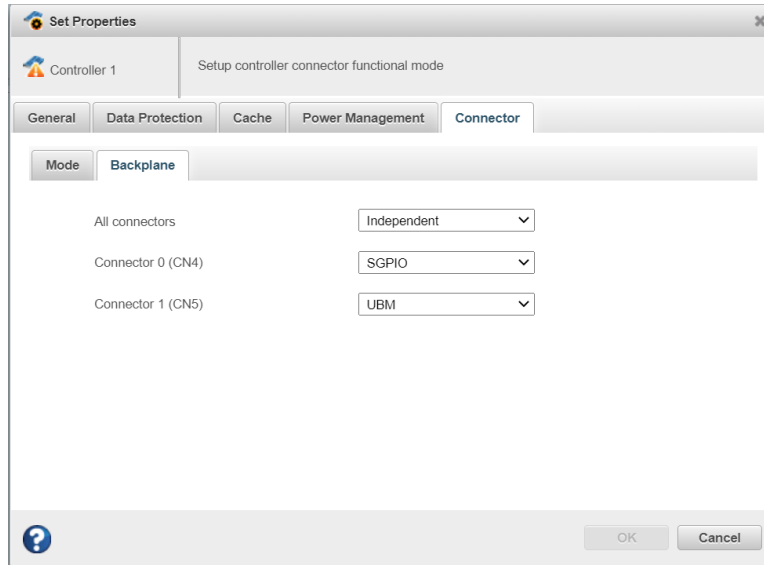 Set Properties
Controller 1
Setup controller connector functional mode
General Data Protection Cache Power Management Connector
Mode Backplane
All connectors Independent
Connector 0 (CN4) SGPIO
Connector 1 (CN5) UBM
OK Cancel